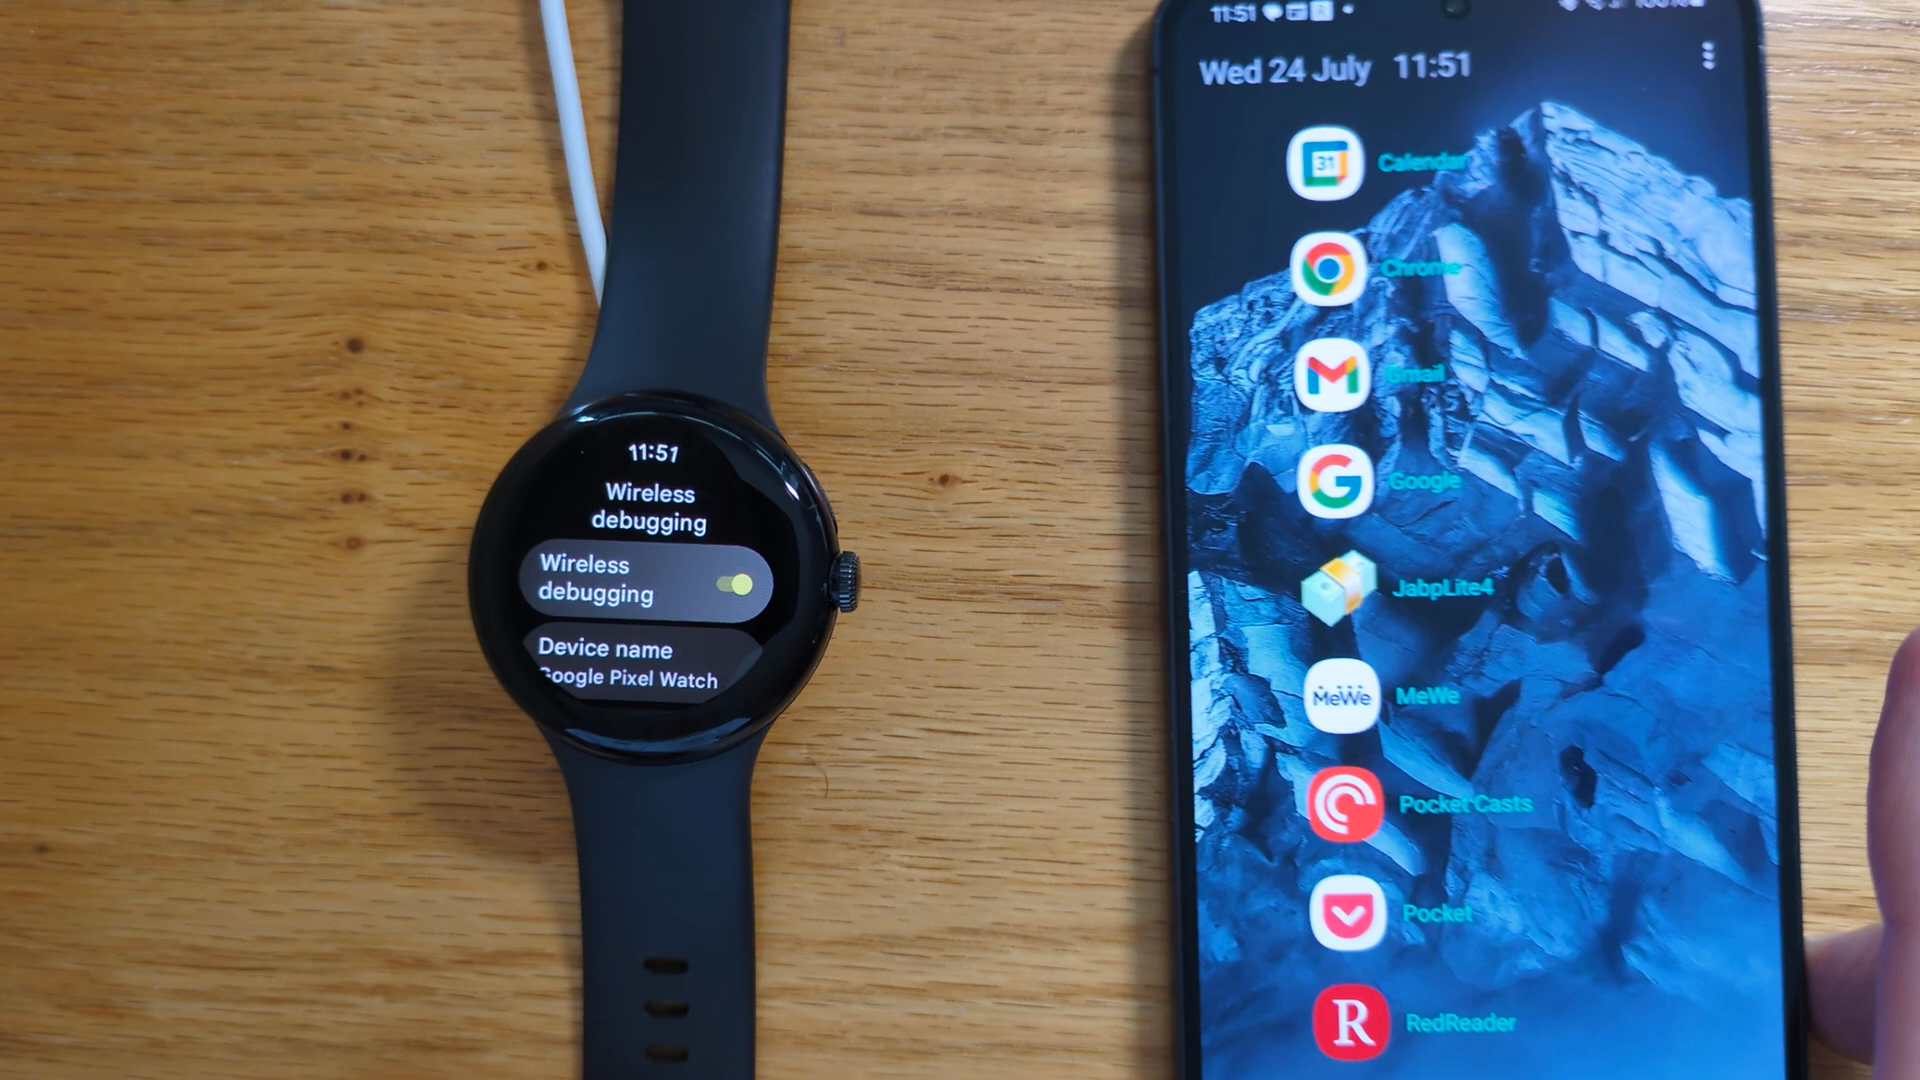 11:51
Wireless
debugging
Wireless
debugging
Device name
Google Pixel Watch
11:51
Wed 24 July 11:51
31
Calendar
Chrome
Gmail
Google
JabpLite4
MeWe
MeWe
Pocket Casts
Pocket
R
RedReader